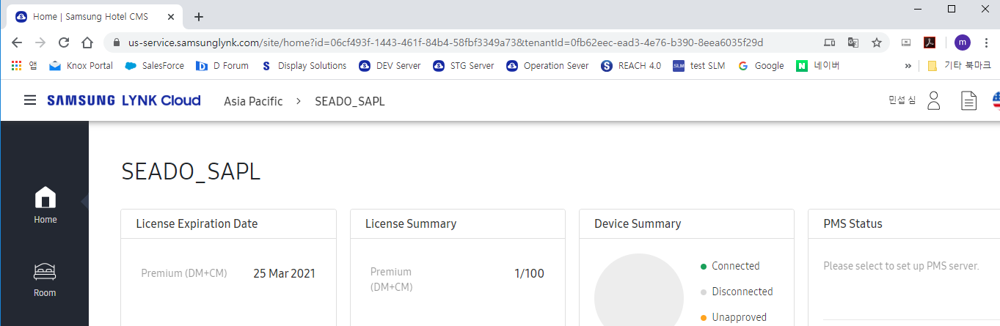 Home | Samsung Hotel CMS
us-service.samsunglynk.com/site/home?id=06cf493f-1443-461f-84b4-58fbf3349a73&tenantId=0fb62eec-ead3-4e76-b390-8eea6035f29d
m
앱 Knox Portal SalesForce D Forum Display Solutions DEV Server STG Server Operation Sever REACH 4.0 test SLM Google 네이버 » 기타 북마크
SAMSUNG LYNK Cloud Asia Pacific > SEADO_SAPL 민섭 심
SEADO_SAPL
License Expiration Date
Premium (DM+CM) 25 Mar 2021
License Summary
Premium (DM+CM) 1/100
Device Summary
Connected
Disconnected
Unapproved
PMS Status
Please select to set up PMS server.
Home
Room